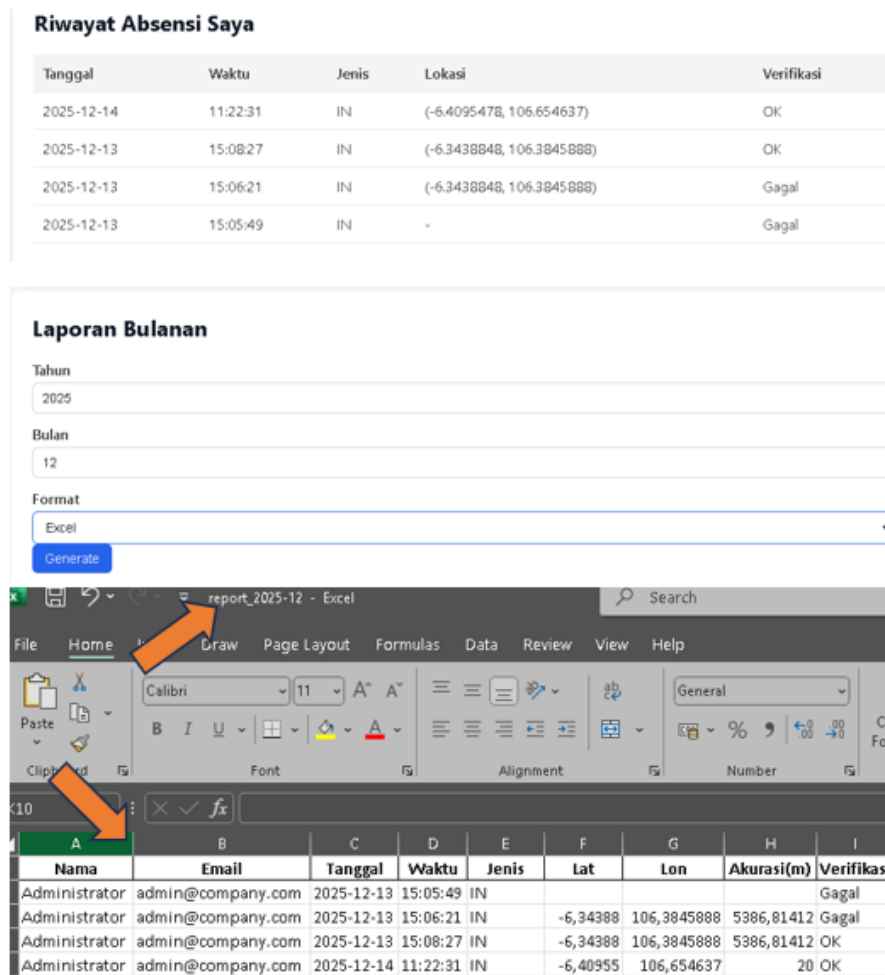 Riwayat Absensi Saya
Tanggal Waktu Jenis Lokasi Verifikasi
2025-12-14 11:22:31 IN (-6.4095478, 106.654637) OK
2025-12-13 15:08:27 IN (-6.3438848, 106.3845888) OK
2025-12-13 15:06:21 IN (-6.3438848, 106.3845888) Gagal
2025-12-13 15:05:49 IN - Gagal
Laporan Bulanan
Tahun
2025
Bulan
12
Format
Excel
Generate
report_2025-12 - Excel Search
File Home Draw Page Layout Formulas Data Review View Help
Calibri 11 A A ab General
Paste B I U A % 9 .00 .00
Font Alignment Number
K10 fx
A B C D E F G H I
Nama Email Tanggal Waktu Jenis Lat Lon Akurasi(m) Verifikas
Administrator admin@company.com 2025-12-13 15:05:49 IN Gagal
Administrator admin@company.com 2025-12-13 15:06:21 IN -6,34388 106,3845888 5386,81412 Gagal
Administrator admin@company.com 2025-12-13 15:08:27 IN -6,34388 106,3845888 5386,81412 OK
Administrator admin@company.com 2025-12-14 11:22:31 IN -6,40955 106,654637 20 OK